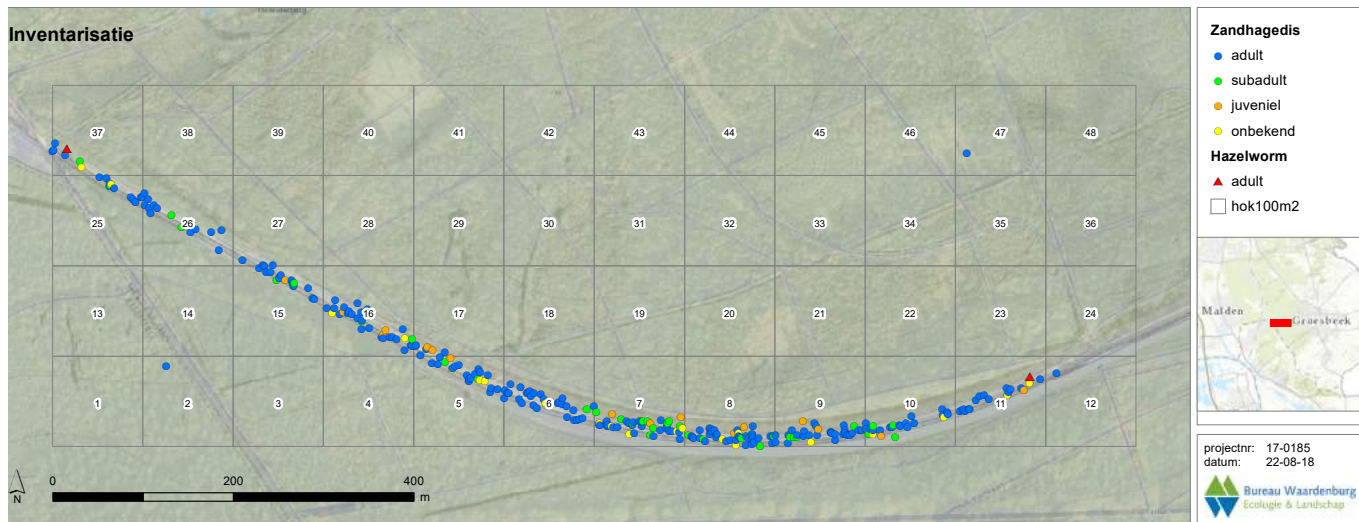 Inventarisatie
37 38 39 40 41 42 43 44 45 46 47 48
25 26 27 28 29 30 31 32 33 34 35 36
13 14 15 16 17 18 19 20 21 22 23 24
1 2 3 4 5 6 7 8 9 10 11 12
N
0 200 400
m
Zandhagedis
adult
subadult
juveniel
onbekend
Hazelworm
adult
hok100m2
Malden
Groesbeek
projectnr: 17-0185
datum: 22-08-18
Bureau Waardenburg
Ecologie & Landschap